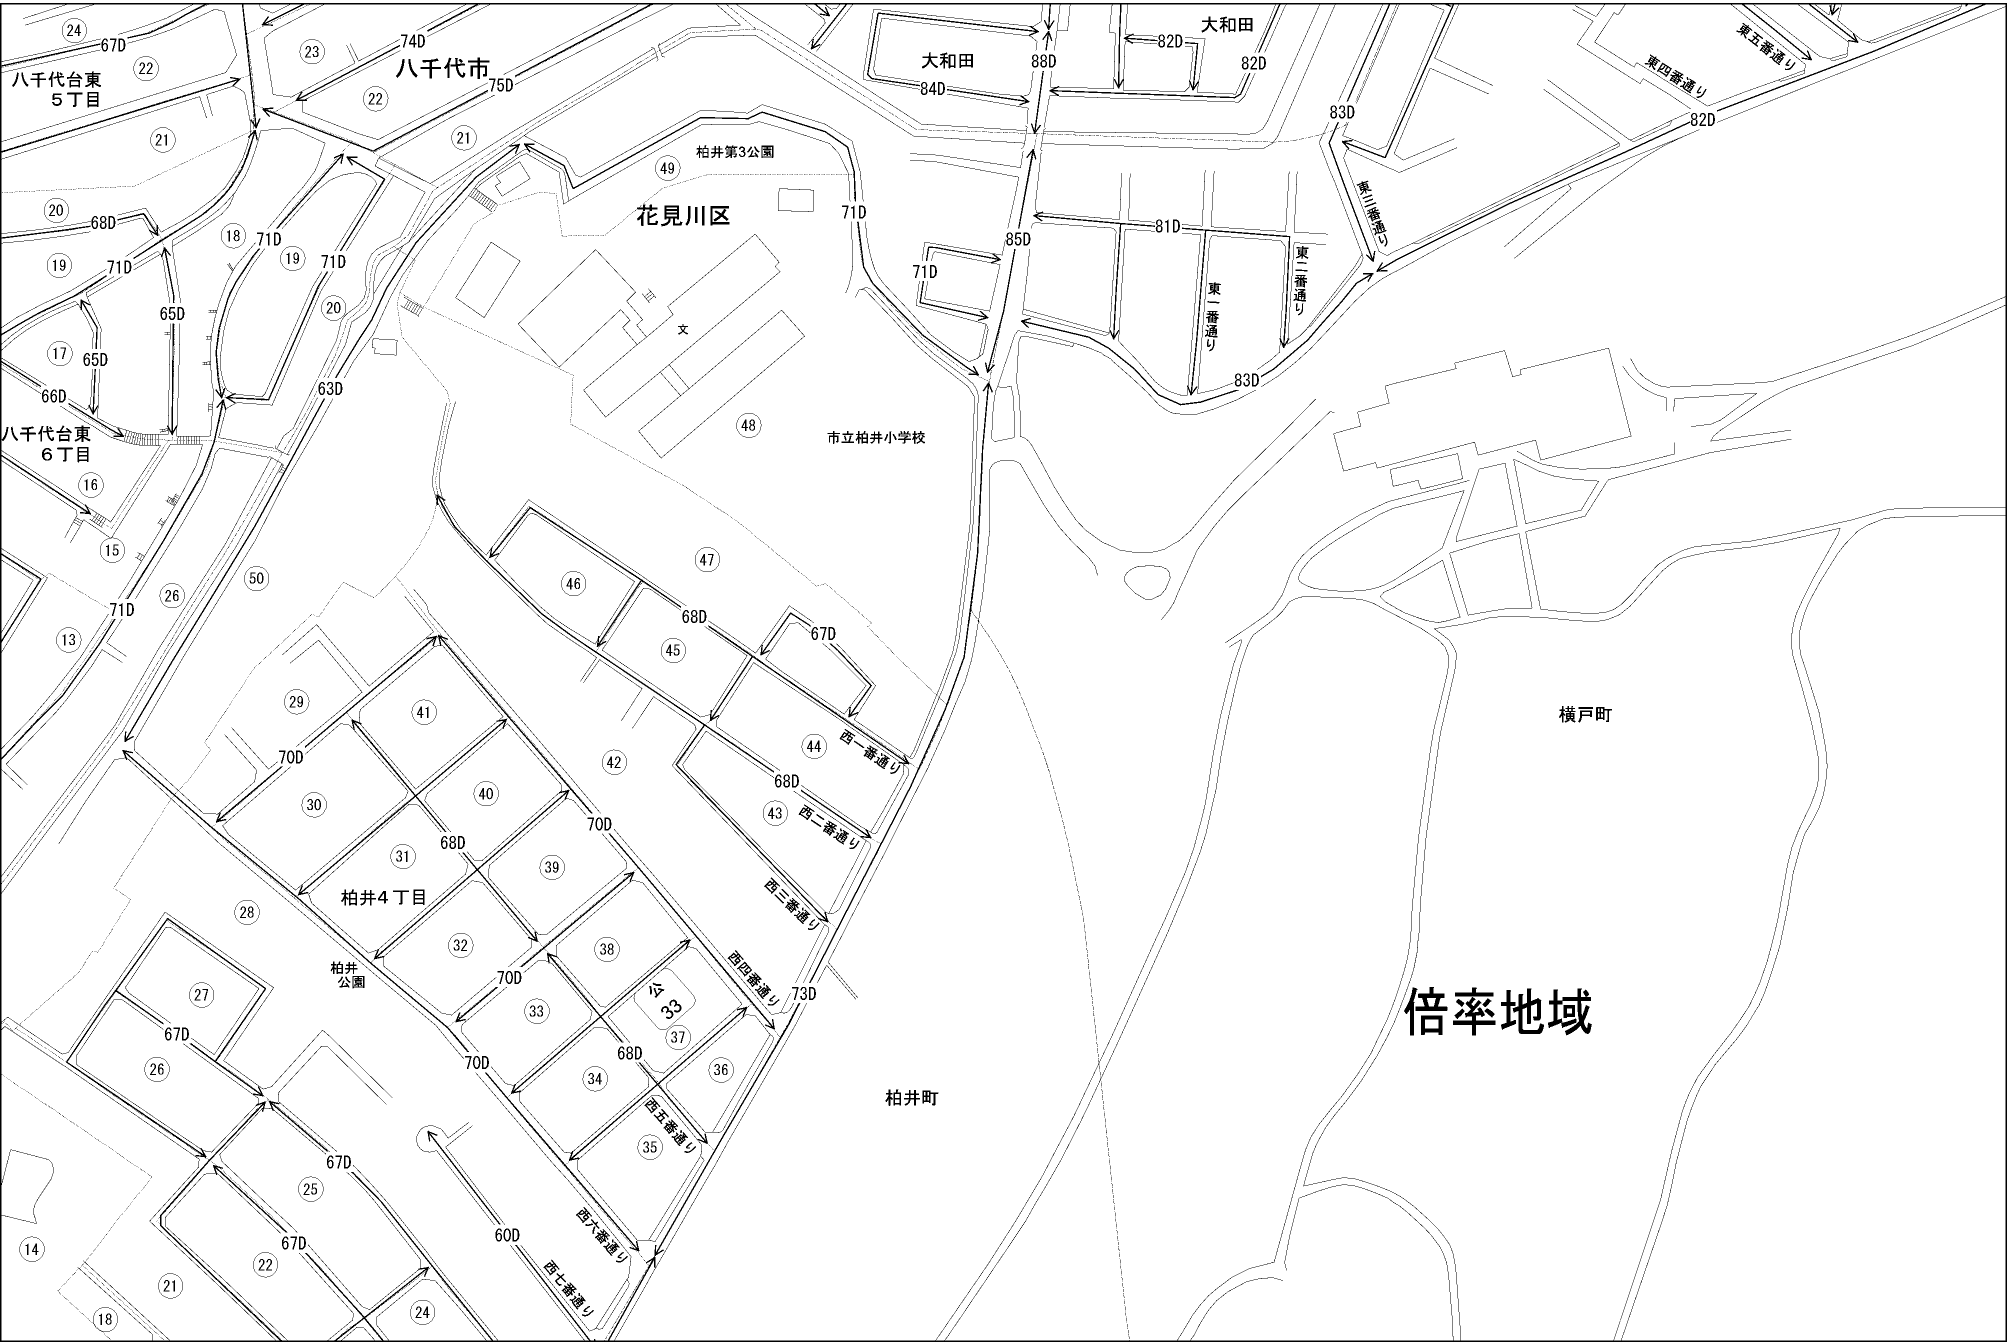 24
67D
22
八千代台東
５丁目
23
74D
八千代市
22
75D
21
21
大和田
84D
88D
82D
大和田
82D
83D
82D
東四番通り
東五番通り
柏井第3公園
49
花見川区
71D
20
68D
18
71D
19
71D
19
71D
20
65D
17
65D
66D
63D
八千代台東
６丁目
16
15
85D
71D
81D
東一番通り
東二番通り
東三番通り
83D
文
48
市立柏井小学校
47
50
26
71D
13
46
68D
67D
45
44
西一番通り
42
68D
43
西二番通り
西三番通り
29
41
70D
30
40
68D
70D
31
39
柏井４丁目
32
38
70D
西四番通り
73D
28
柏井
公園
27
67D
26
33
公
33
37
36
70D
34
68D
西五番通り
35
67D
25
67D
22
60D
西六番通り
西七番通り
14
21
18
24
柏井町
横戸町
倍率地域